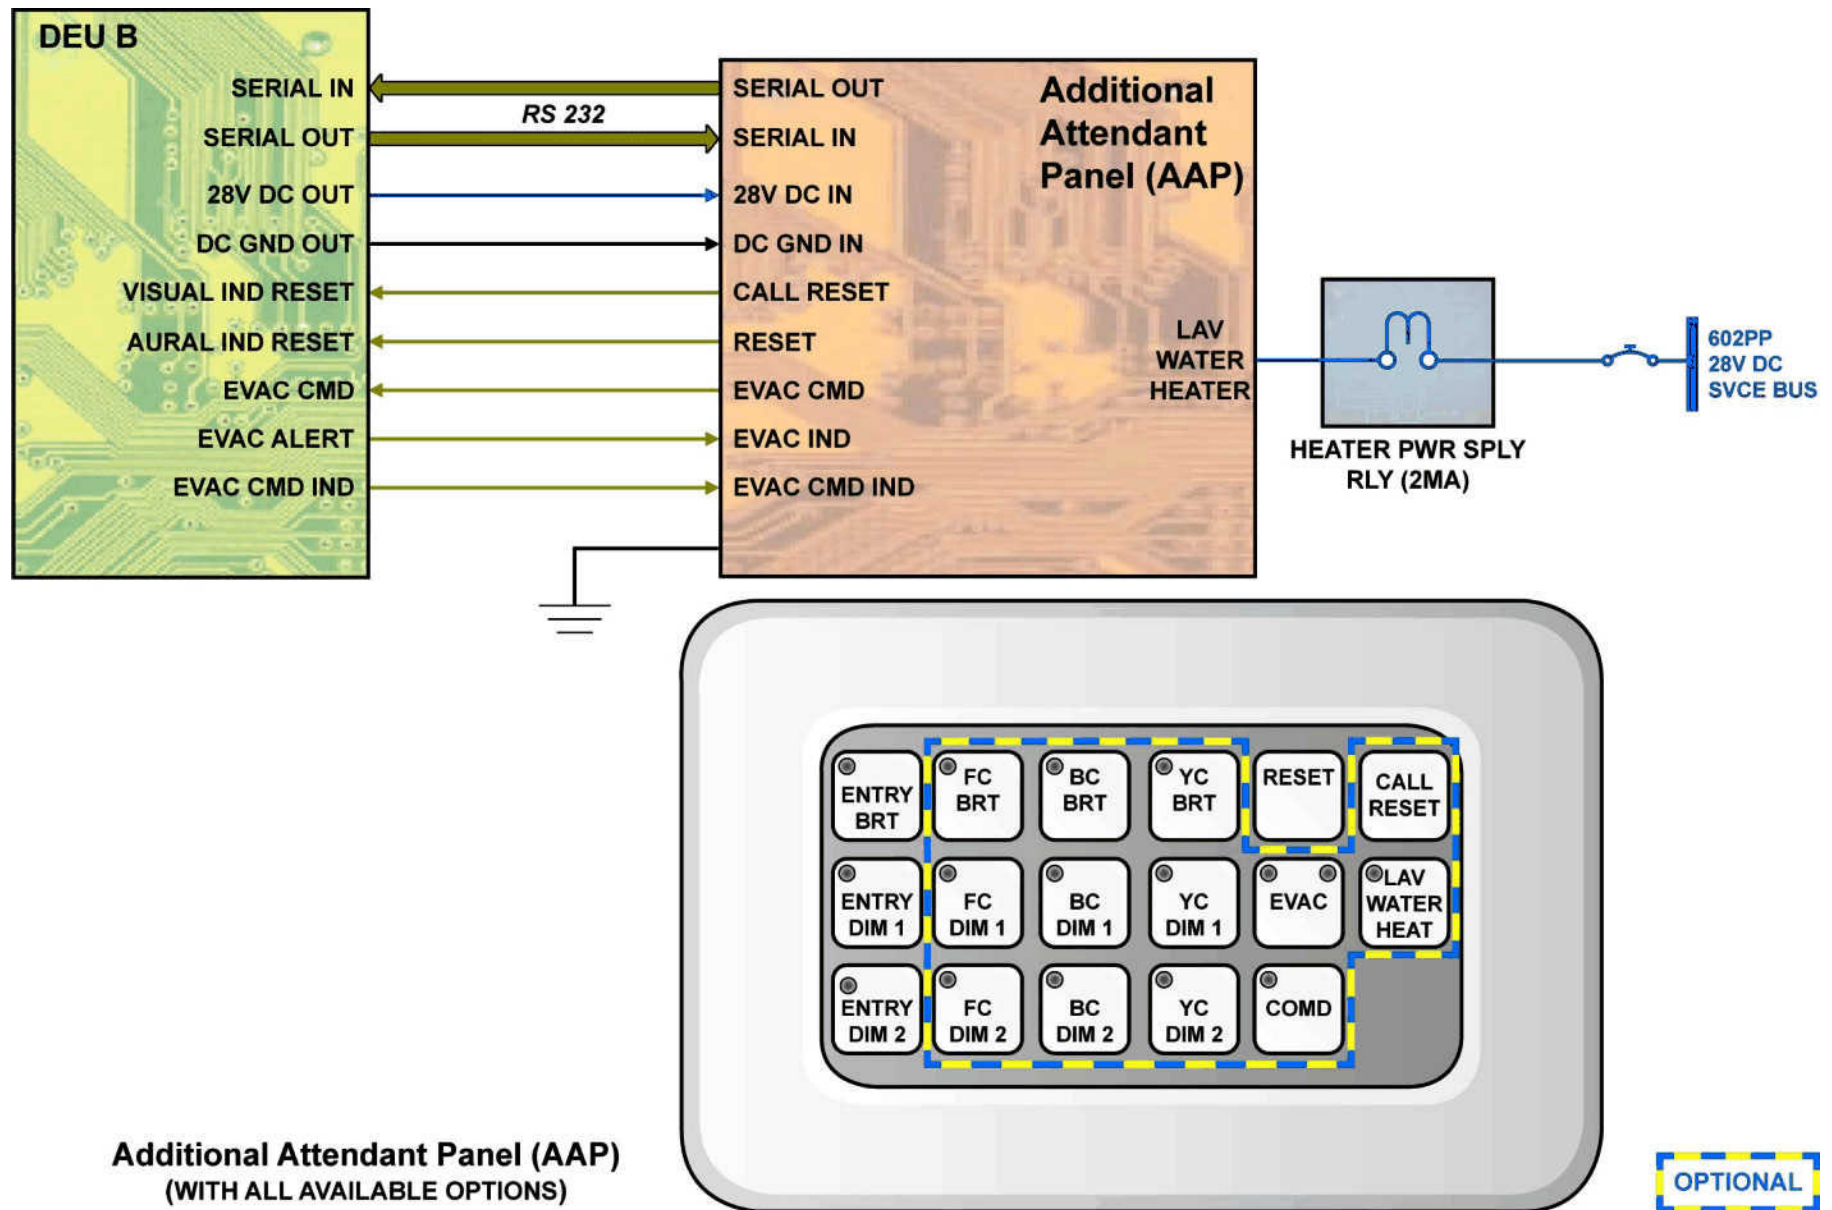 DEU B
SERIAL IN
SERIAL OUT
28V DC OUT
DC GND OUT
VISUAL IND RESET
AURAL IND RESET
EVAC CMD
EVAC ALERT
EVAC CMD IND
RS 232
SERIAL OUT
SERIAL IN
28V DC IN
DC GND IN
CALL RESET
RESET
EVAC CMD
EVAC IND
EVAC CMD IND
Additional
Attendant
Panel (AAP)
LAV
WATER
HEATER
HEATER PWR SPLY
RLY (2MA)
602PP
28V DC
SVCE BUS
ENTRY
BRT
FC
BRT
BC
BRT
YC
BRT
RESET
CALL
RESET
ENTRY
DIM 1
FC
DIM 1
BC
DIM 1
YC
DIM 1
EVAC
LAV
WATER
HEAT
ENTRY
DIM 2
FC
DIM 2
BC
DIM 2
YC
DIM 2
COMD
Additional Attendant Panel (AAP)
(WITH ALL AVAILABLE OPTIONS)
OPTIONAL